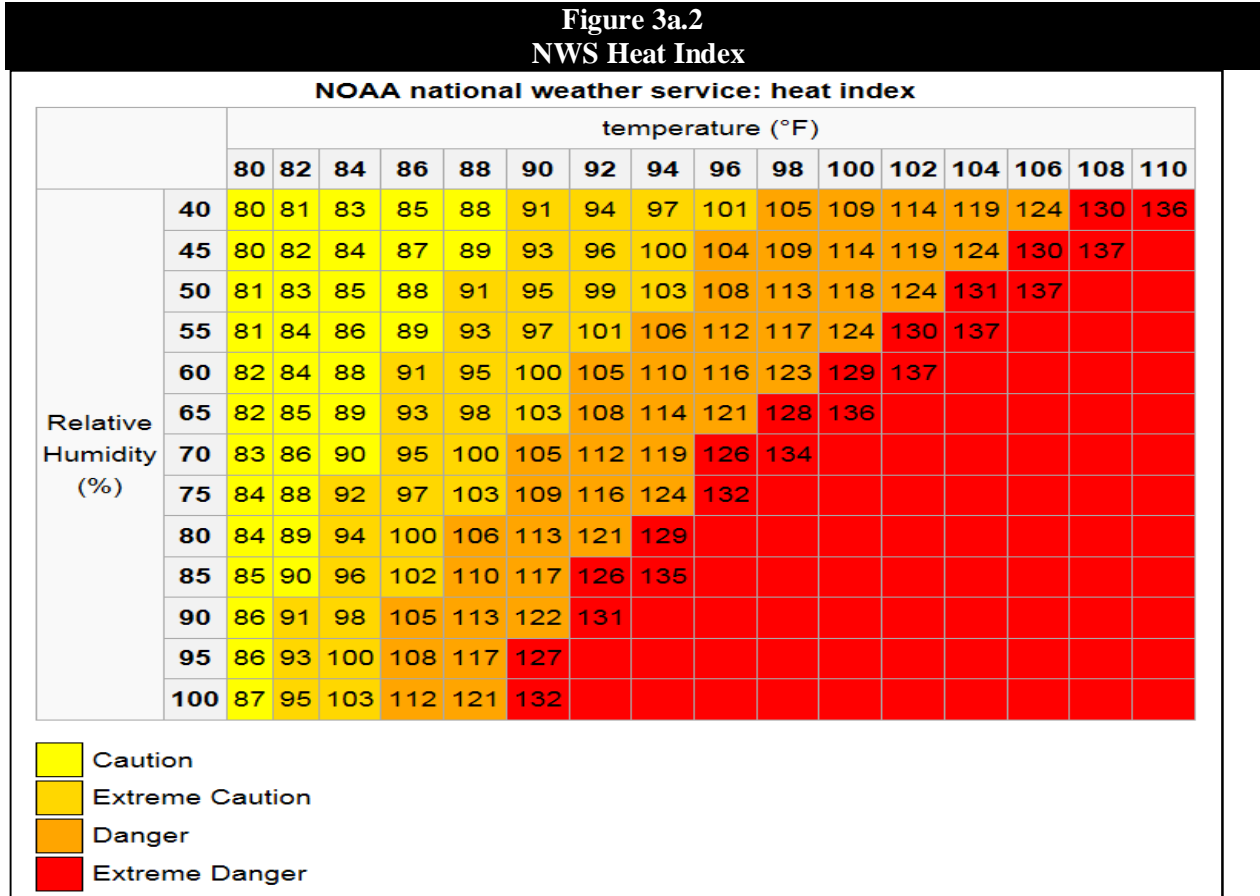 Figure 3a.2
NWS Heat Index
NOAA national weather service: heat index
temperature (°F)
80 82 84 86 88 90 92 94 96 98 100 102 104 106 108 110
40 80 81 83 85 88 91 94 97 101 105 109 114 119 124 130 136
45 80 82 84 87 89 93 96 100 104 109 114 119 124 130 137
50 81 83 85 88 91 95 99 103 108 113 118 124 131 137
55 81 84 86 89 93 97 101 106 112 117 124 130 137
60 82 84 88 91 95 100 105 110 116 123 129 137
Relative
Humidity
(%)
65 82 85 89 93 98 103 108 114 121 128 136
70 83 86 90 95 100 105 112 119 126 134
75 84 88 92 97 103 109 116 124 132
80 84 89 94 100 106 113 121 129
85 85 90 96 102 110 117 126 135
90 86 91 98 105 113 122 131
95 86 93 100 108 117 127
100 87 95 103 112 121 132
Caution
Extreme Caution
Danger
Extreme Danger